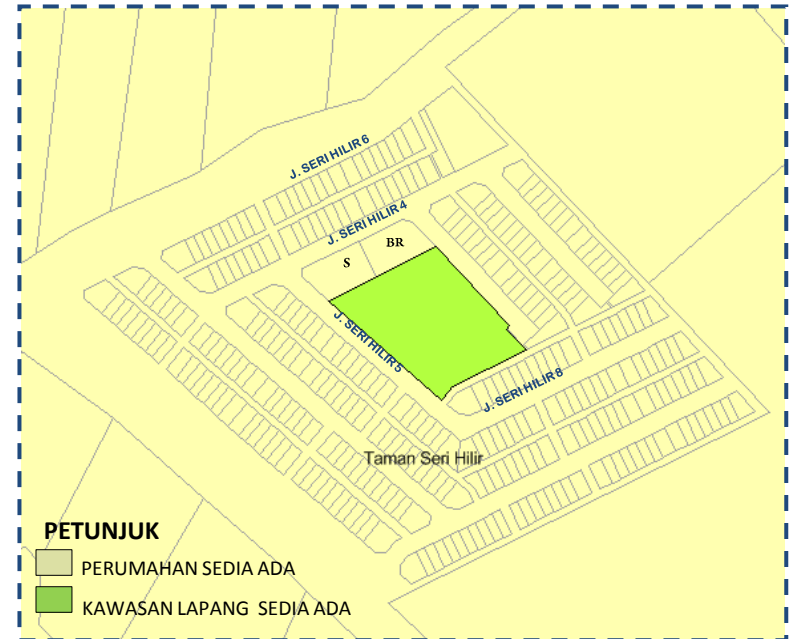 J. SERI HILIR 6
J. SERI HILIR 4
BR
S
J. SERI HILIR 5
J. SERI HILIR 8
Taman Seri Hilir
PETUNJUK
PERUMAHAN SEDIA ADA
KAWASAN LAPANG SEDIA ADA